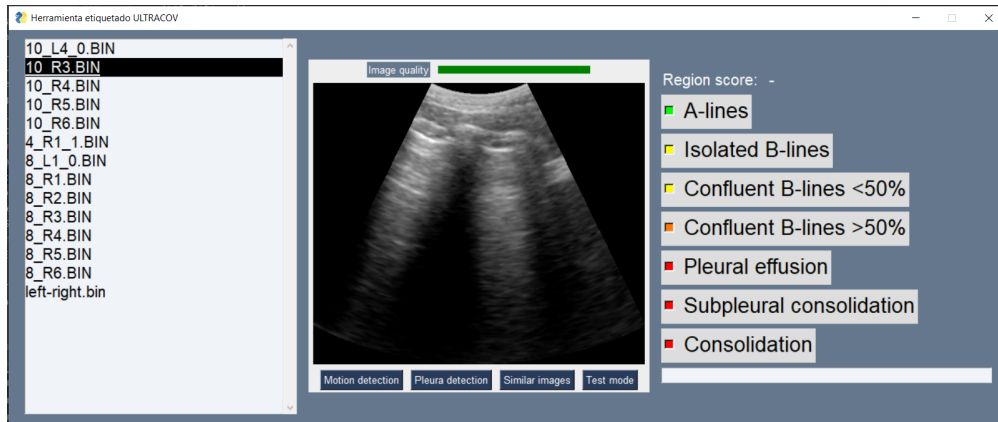 Herramienta etiquetado ULTRACOV
10_L4_0.BIN
10_R3.BIN
10_R4.BIN
10_R5.BIN
10_R6.BIN
4_R1_1.BIN
8_L1_0.BIN
8_R1.BIN
8_R2.BIN
8_R3.BIN
8_R4.BIN
8_R5.BIN
8_R6.BIN
left-right.bin
Image quality
Motion detection
Pleura detection
Similar images
Test mode
Region score: -
A-lines
Isolated B-lines
Confluent B-lines <50%
Confluent B-lines >50%
Pleural effusion
Subpleural consolidation
Consolidation